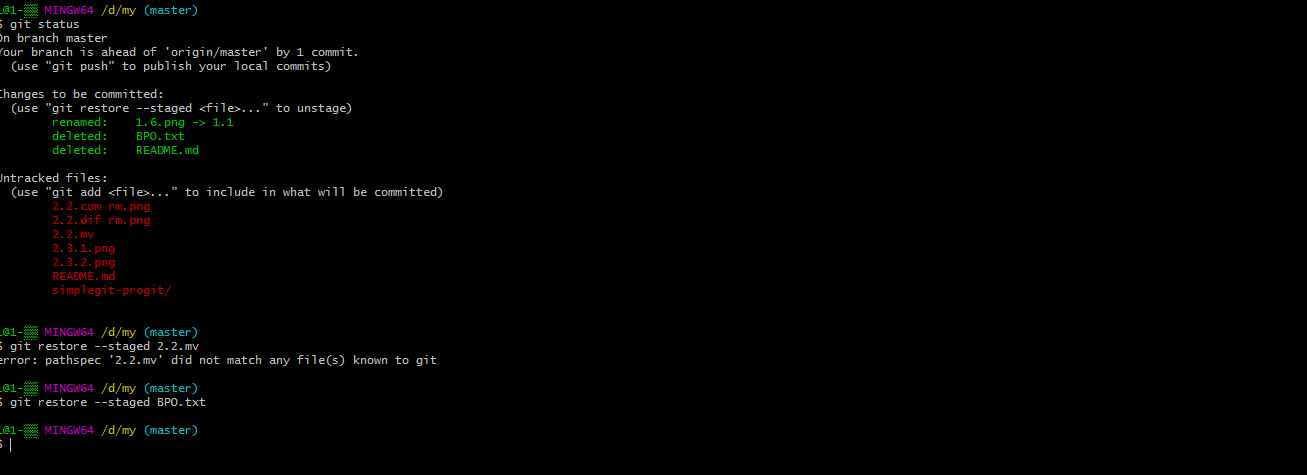 1@1-▒▒ MINGW64 /d/my (master)
$ git status
On branch master
Your branch is ahead of 'origin/master' by 1 commit.
  (use "git push" to publish your local commits)
Changes to be committed:
  (use "git restore --staged <file>..." to unstage)
        renamed:    1.6.png -> 1.1
        deleted:    BPO.txt
        deleted:    README.md
Untracked files:
  (use "git add <file>..." to include in what will be committed)
        2.2.com rm.png
        2.2.dif rm.png
        2.2.mv
        2.3.1.png
        2.3.2.png
        README.md
        simplegit-progit/
1@1-▒▒ MINGW64 /d/my (master)
$ git restore --staged 2.2.mv
error: pathspec '2.2.mv' did not match any file(s) known to git
1@1-▒▒ MINGW64 /d/my (master)
$ git restore --staged BPO.txt
1@1-▒▒ MINGW64 /d/my (master)
$